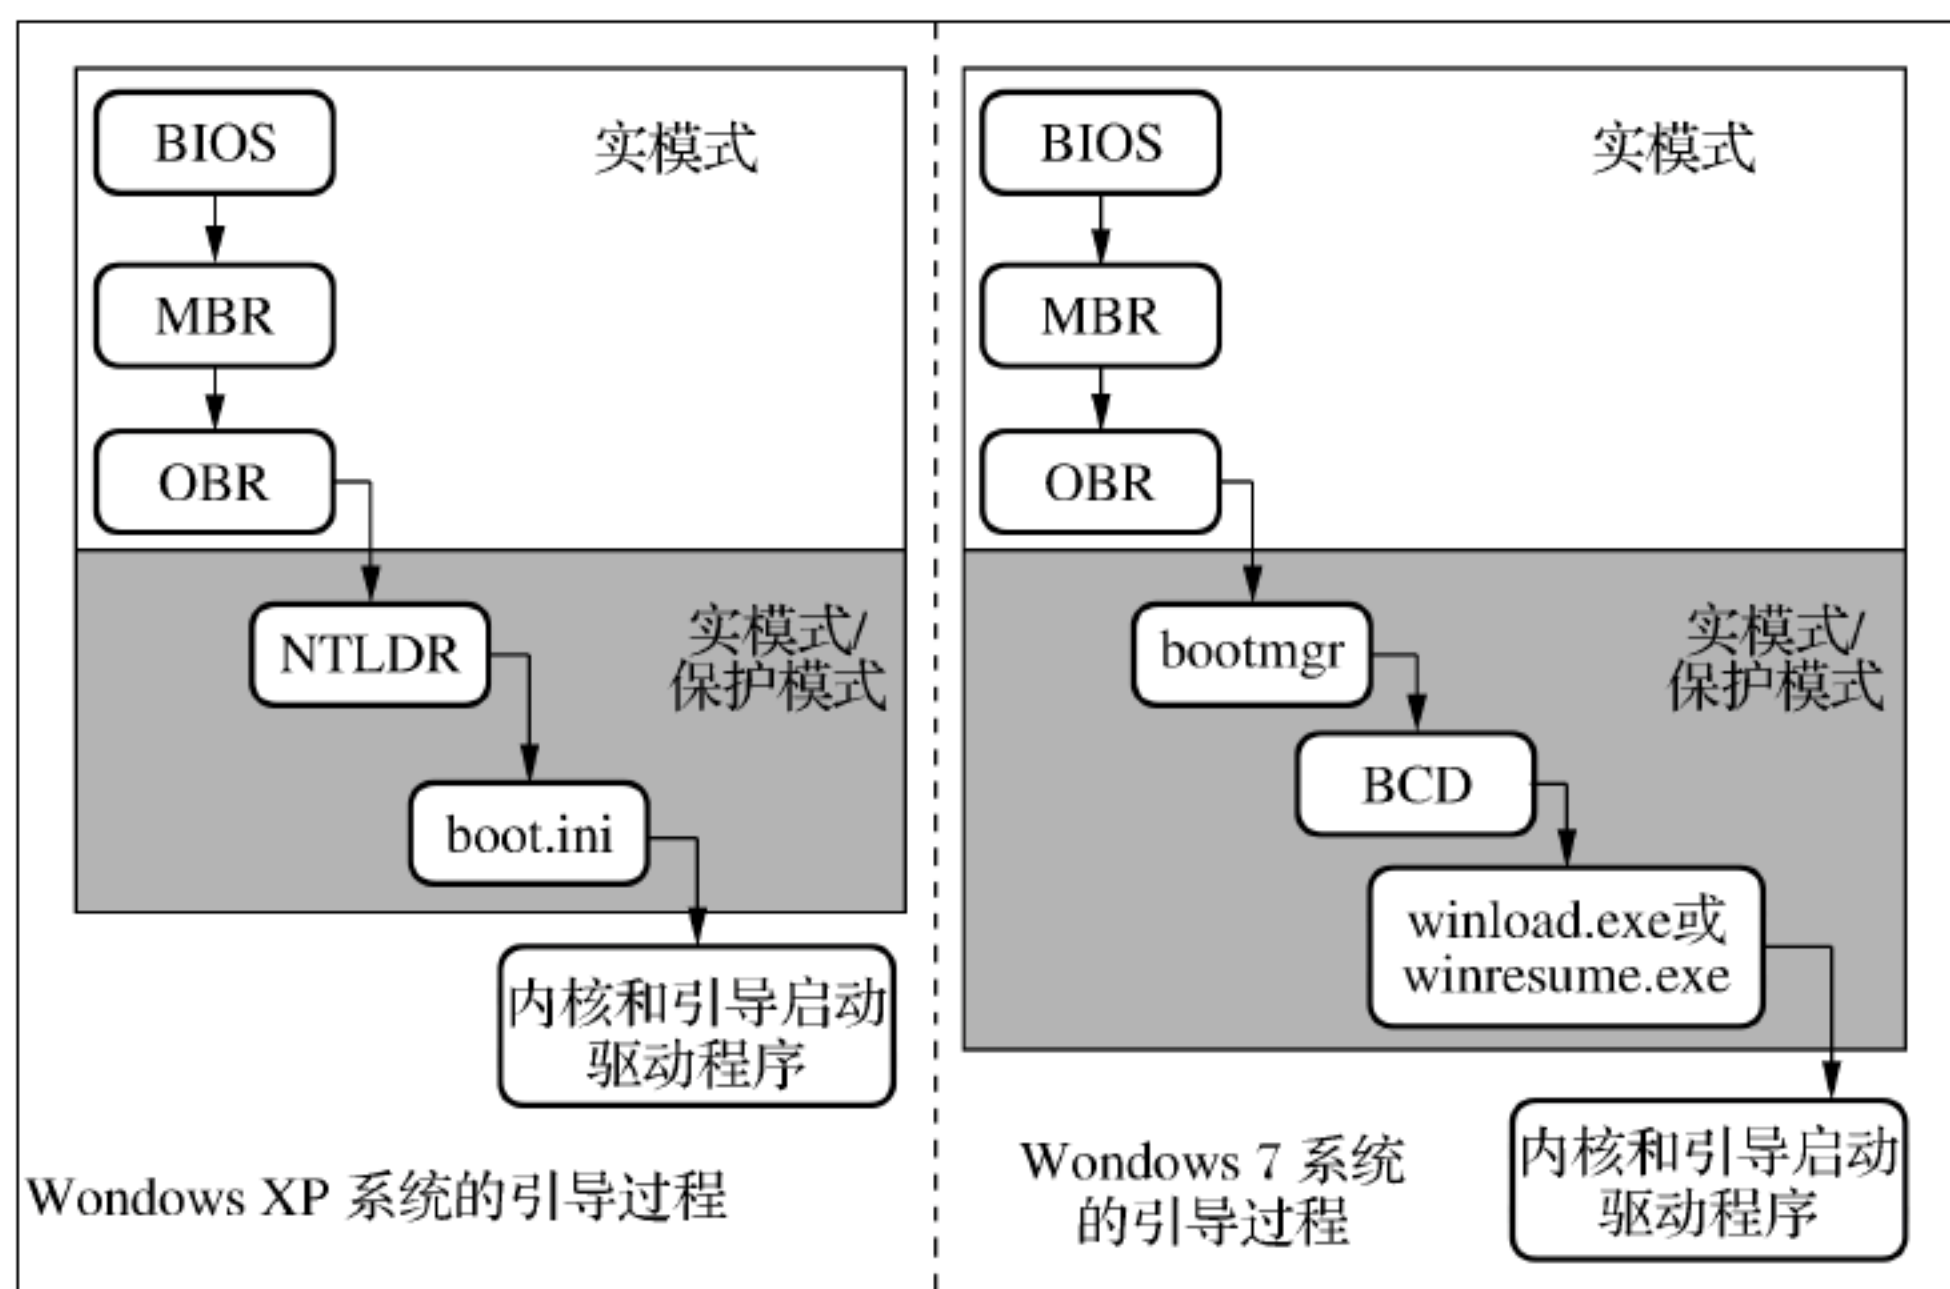 BIOS
实模式
MBR
OBR
NTLDR
实模式/
保护模式
boot.ini
内核和引导启动
驱动程序
Wondows XP 系统的引导过程
BIOS
实模式
MBR
OBR
bootmgr
实模式/
保护模式
BCD
winload.exe或
winresume.exe
内核和引导启动
驱动程序
Wondows 7 系统
的引导过程